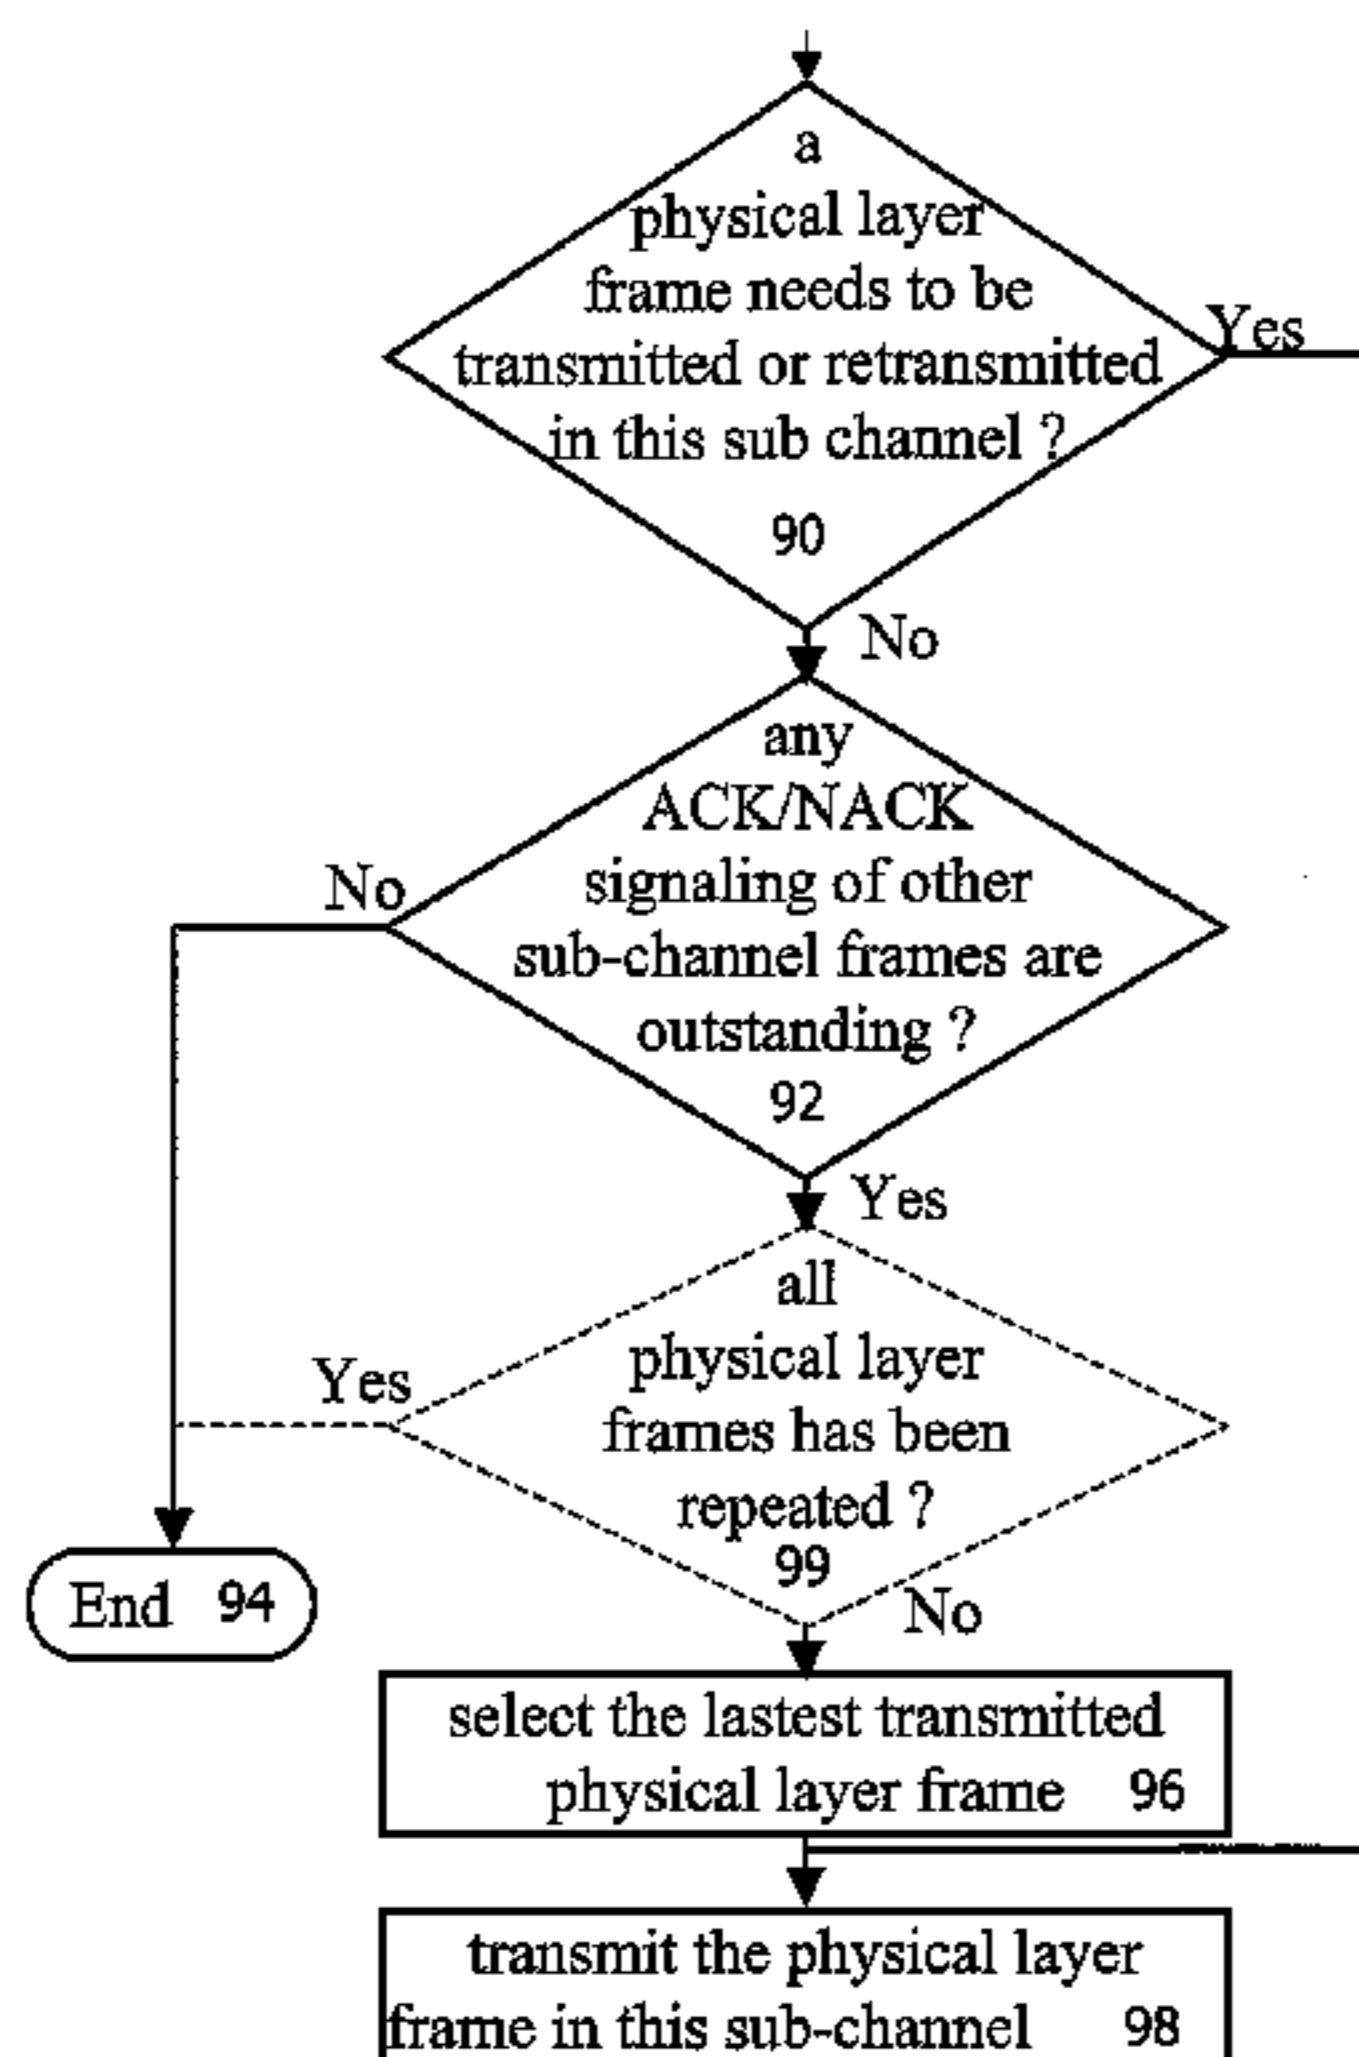 a
physical layer
frame needs to be
transmitted or retransmitted
in this sub channel ?
90
Yes
No
any
ACK/NACK
signaling of other
sub-channel frames are
outstanding ?
92
No
Yes
all
physical layer
frames has been
repeated ?
99
Yes
No
End 94
select the lastest transmitted
physical layer frame 96
transmit the physical layer
frame in this sub-channel 98